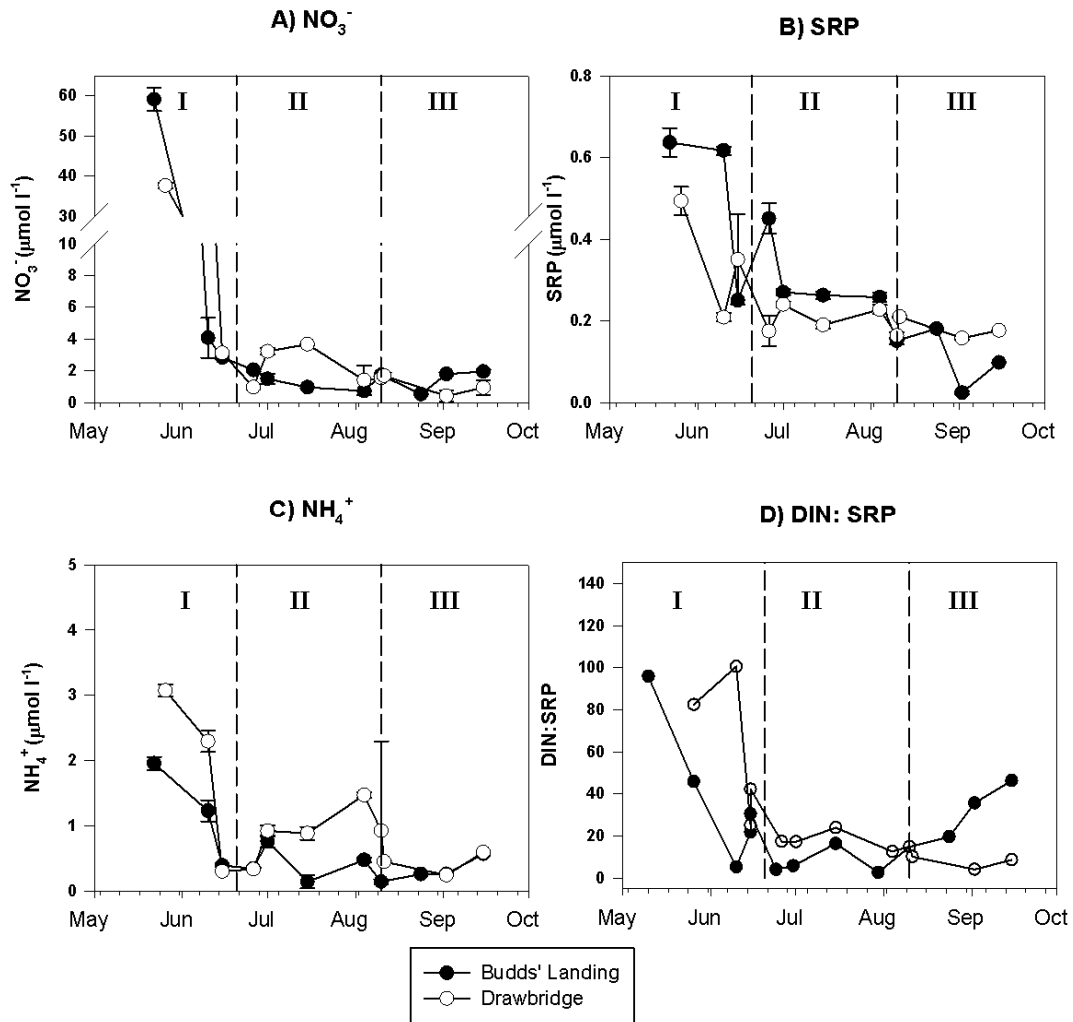 A) NO₃⁻
B) SRP
I II III
60
50
40
30
10
8
6
4
2
0
NO₃⁻ (µmol l⁻¹)
May Jun Jul Aug Sep Oct
I II III
0.8
0.6
0.4
0.2
0.0
SRP (µmol l⁻¹)
May Jun Jul Aug Sep Oct
C) NH₄⁺
D) DIN: SRP
I II III
5
4
3
2
1
0
NH₄⁺ (µmol l⁻¹)
May Jun Jul Aug Sep Oct
I II III
140
120
100
80
60
40
20
0
DIN:SRP
May Jun Jul Aug Sep Oct
Budds' Landing
Drawbridge